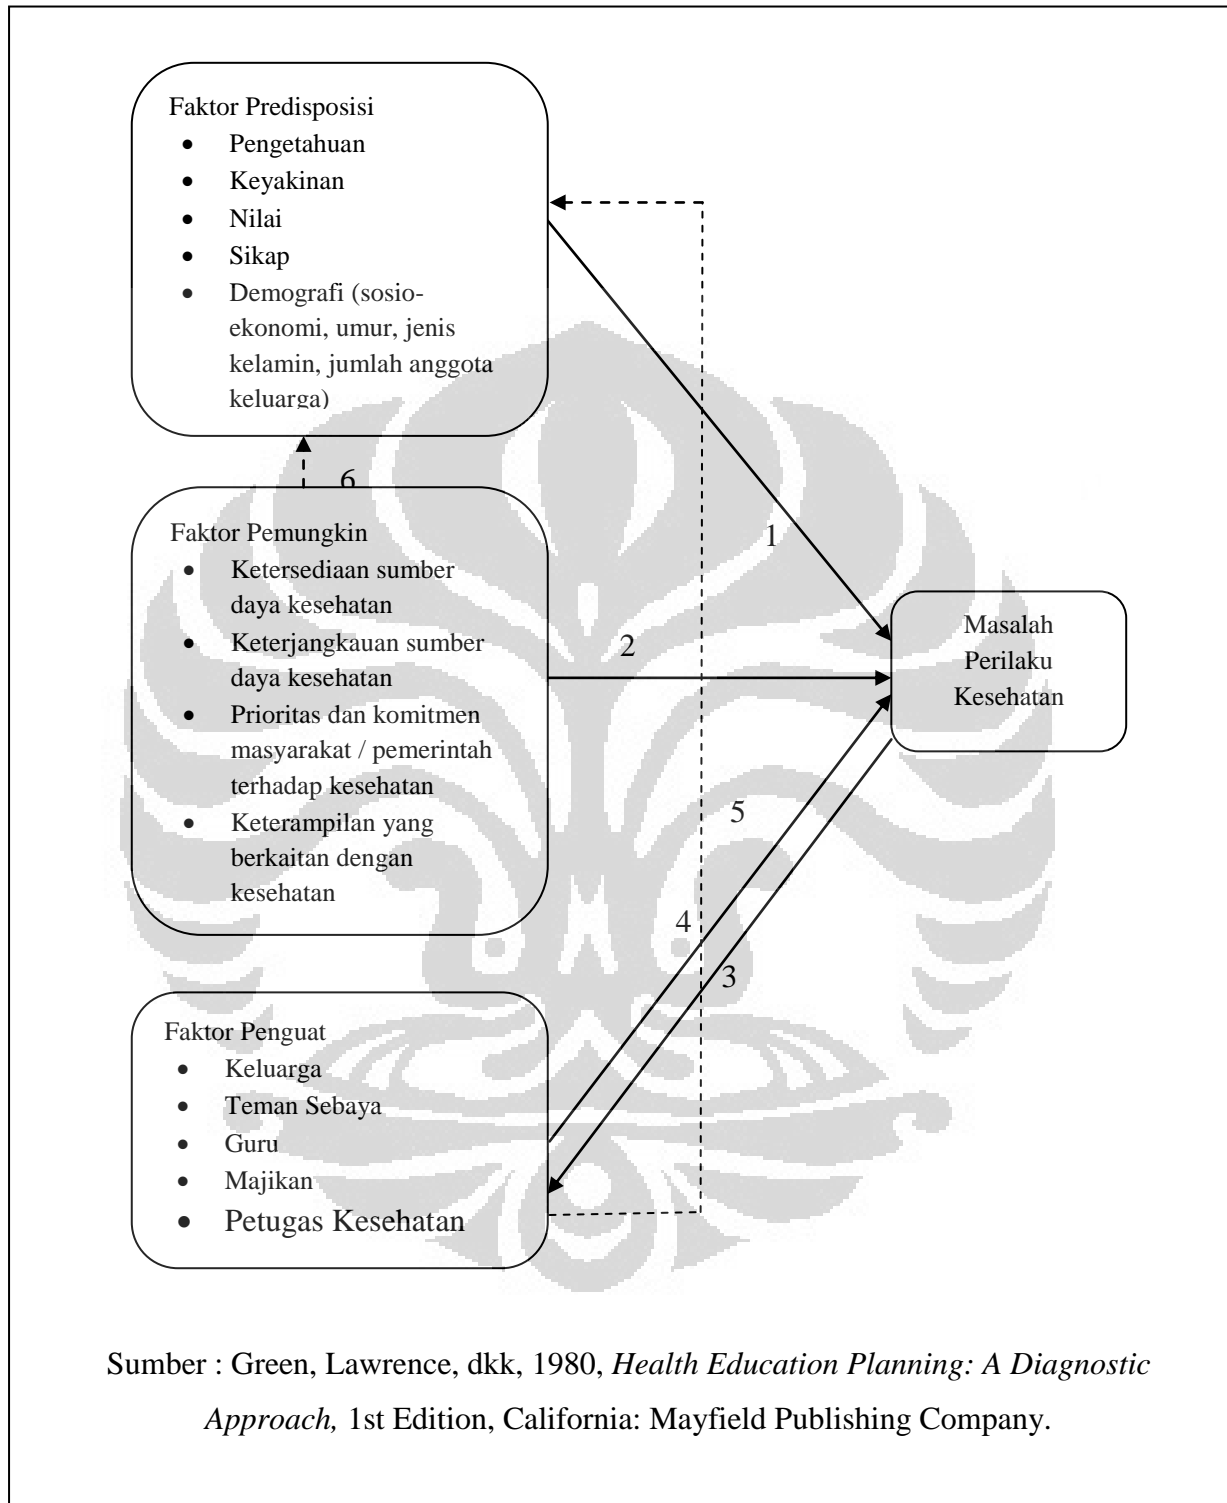 Faktor Predisposisi
• Pengetahuan
• Keyakinan
• Nilai
• Sikap
• Demografi (sosio-
ekonomi, umur, jenis
kelamin, jumlah anggota
keluarga)
6
Faktor Pemungkin
• Ketersediaan sumber
daya kesehatan
• Keterjangkauan sumber
daya kesehatan
• Prioritas dan komitmen
masyarakat / pemerintah
terhadap kesehatan
• Keterampilan yang
berkaitan dengan
kesehatan
Faktor Penguat
• Keluarga
• Teman Sebaya
• Guru
• Majikan
• Petugas Kesehatan
1
2
5
4
3
Masalah
Perilaku
Kesehatan
Sumber : Green, Lawrence, dkk, 1980, Health Education Planning: A Diagnostic
Approach, 1st Edition, California: Mayfield Publishing Company.